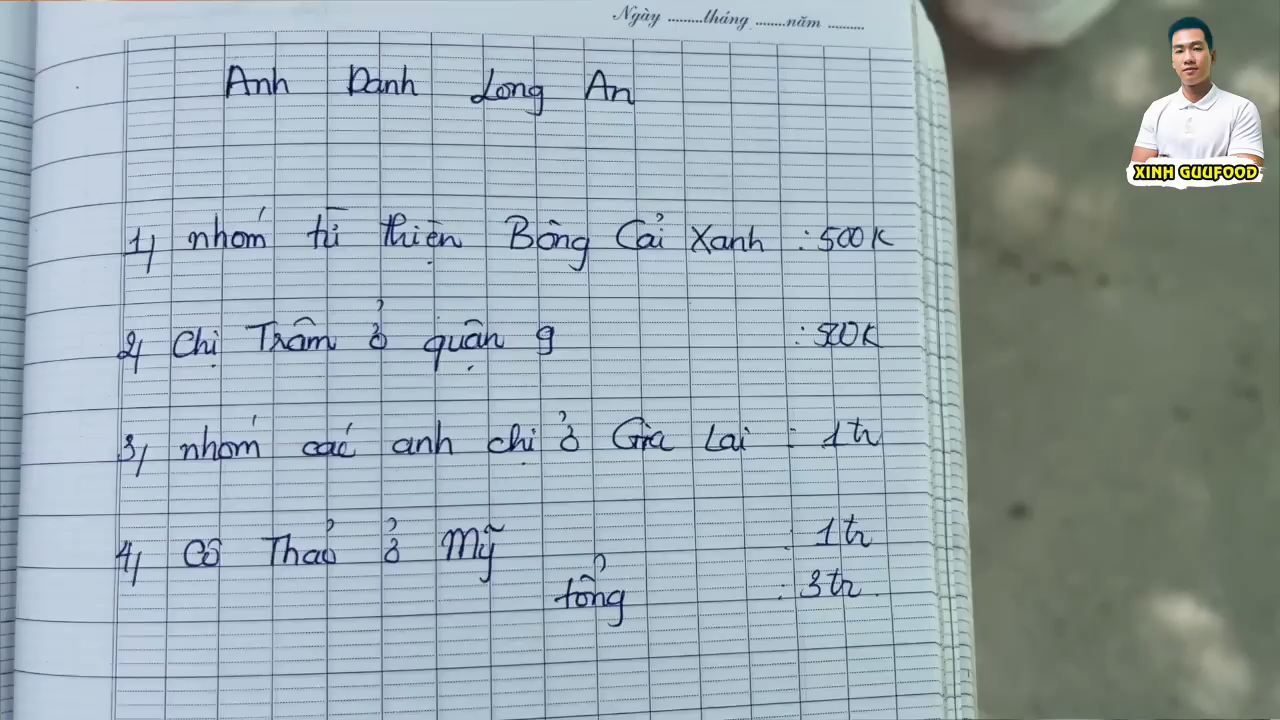 Ngày .........tháng ........năm .........
XINH GUUFOOD
Anh Danh Long An
1) nhóm từ thiện Bông Cải Xanh : 500K
2) Chị Trâm ở quận 9 : 500K
3) nhóm các anh chị ở Gia Lai : 1tr
4) Cô Thảo ở Mỹ : 1tr
tổng : 3tr